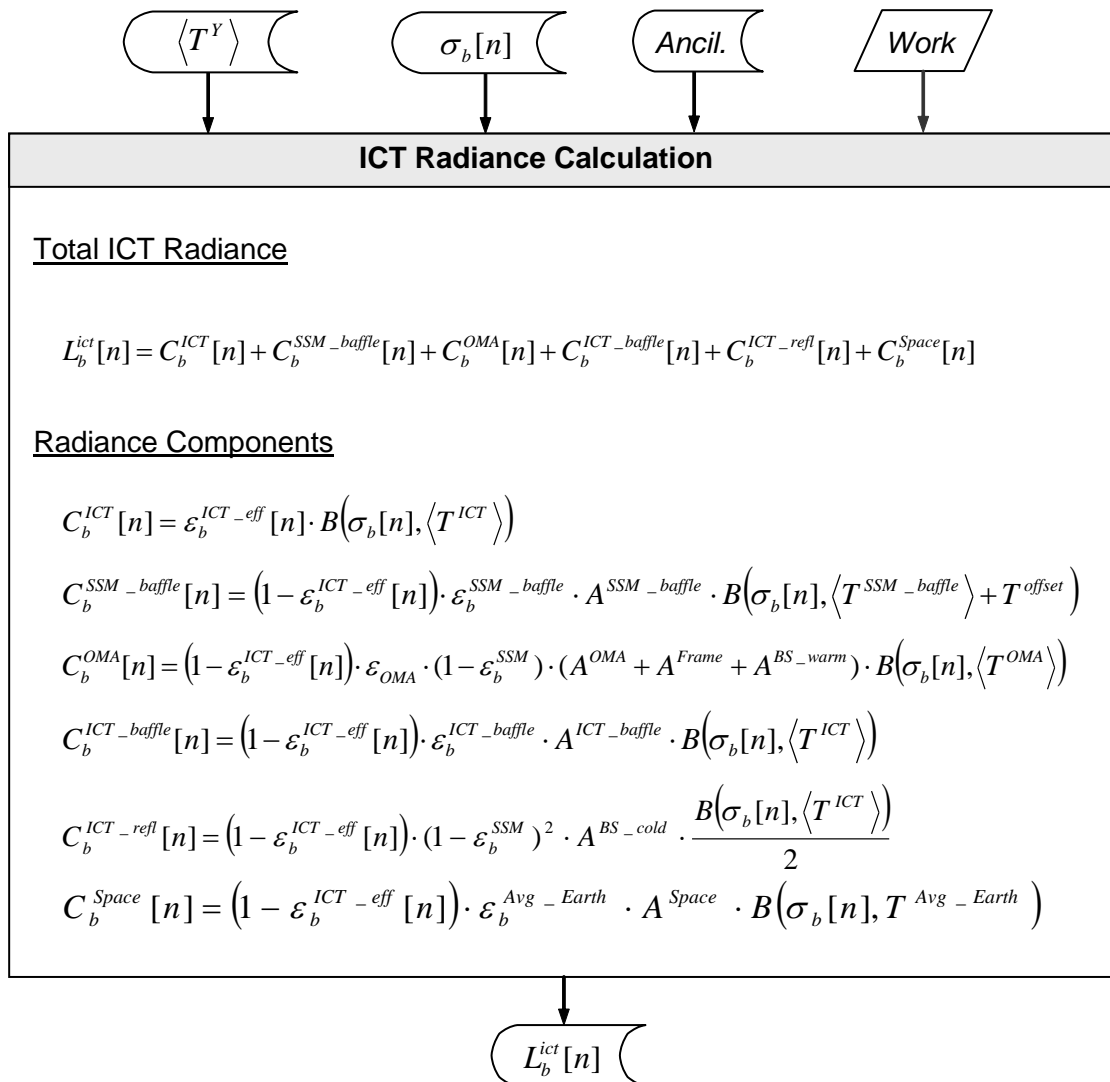 ⟨T^Y⟩ σ_b[n] Ancil. Work
ICT Radiance Calculation
Total ICT Radiance
L_b^{ict}[n] = C_b^{ICT}[n] + C_b^{SSM_baffle}[n] + C_b^{OMA}[n] + C_b^{ICT_baffle}[n] + C_b^{ICT_refl}[n] + C_b^{Space}[n]
Radiance Components
C_b^{ICT}[n] = ε_b^{ICT_eff}[n] · B(σ_b[n], ⟨T^{ICT}⟩)
C_b^{SSM_baffle}[n] = (1 − ε_b^{ICT_eff}[n]) · ε_b^{SSM_baffle} · A^{SSM_baffle} · B(σ_b[n], ⟨T^{SSM_baffle}⟩ + T^{offset})
C_b^{OMA}[n] = (1 − ε_b^{ICT_eff}[n]) · ε_{OMA} · (1 − ε_b^{SSM}) · (A^{OMA} + A^{Frame} + A^{BS_warm}) · B(σ_b[n], ⟨T^{OMA}⟩)
C_b^{ICT_baffle}[n] = (1 − ε_b^{ICT_eff}[n]) · ε_b^{ICT_baffle} · A^{ICT_baffle} · B(σ_b[n], ⟨T^{ICT}⟩)
C_b^{ICT_refl}[n] = (1 − ε_b^{ICT_eff}[n]) · (1 − ε_b^{SSM})^2 · A^{BS_cold} · B(σ_b[n], ⟨T^{ICT}⟩) / 2
C_b^{Space}[n] = (1 − ε_b^{ICT_eff}[n]) · ε_b^{Avg_Earth} · A^{Space} · B(σ_b[n], T^{Avg_Earth})
L_b^{ict}[n]